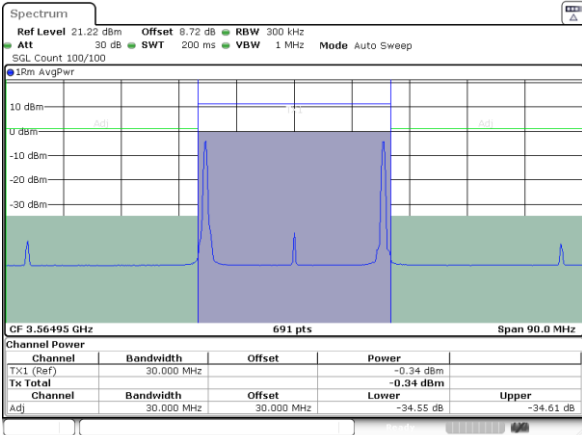 Spectrum
Ref Level 21.22 dBm Offset 8.72 dB RBW 300 kHz
Att 30 dB SWT 200 ms VBW 1 MHz Mode Auto Sweep
SGL Count 100/100
1Rm AvgPwr
10 dBm
Adj Adj
0 dBm
-10 dBm
-20 dBm
-30 dBm
CF 3.56495 GHz 691 pts Span 90.0 MHz
Channel Power
Channel Bandwidth Offset Power
TX1 (Ref) 30.000 MHz -0.34 dBm
Tx Total -0.34 dBm
Channel Bandwidth Offset Lower Upper
Adj 30.000 MHz 30.000 MHz -34.55 dB -34.61 dB
Ready